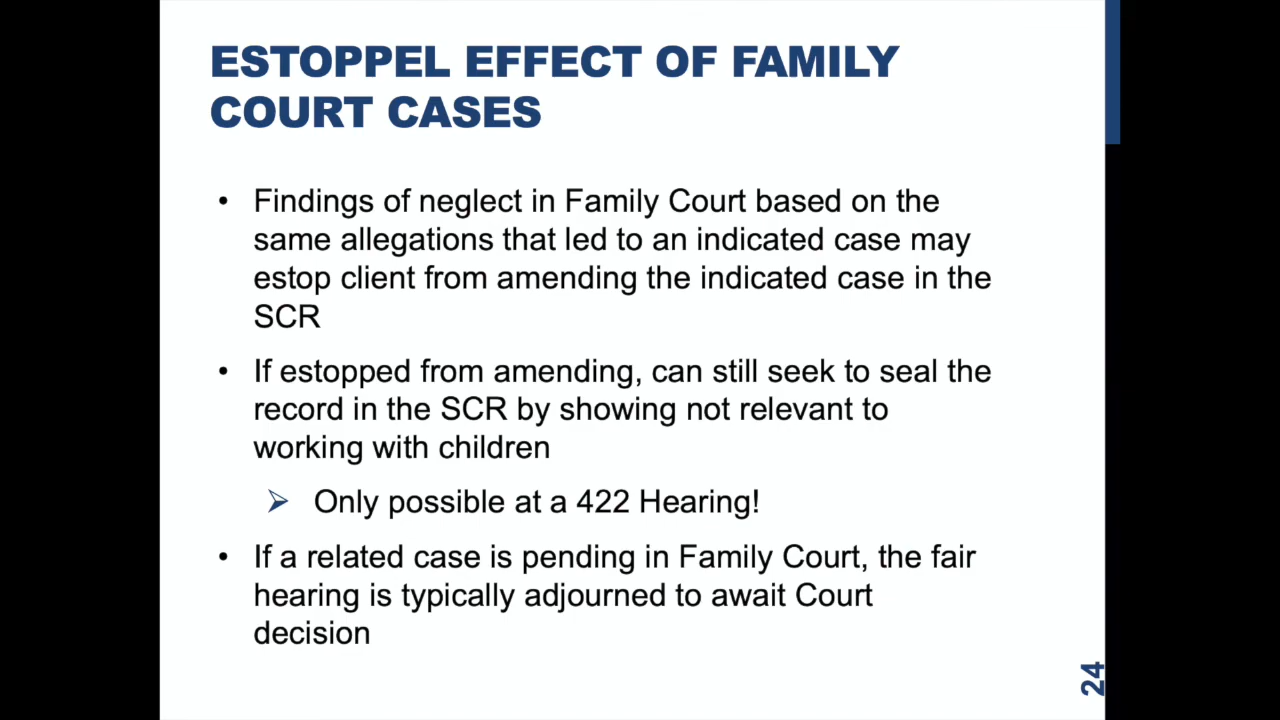 ESTOPPEL EFFECT OF FAMILY
COURT CASES
• Findings of neglect in Family Court based on the
same allegations that led to an indicated case may
estop client from amending the indicated case in the
SCR
• If estopped from amending, can still seek to seal the
record in the SCR by showing not relevant to
working with children
➢ Only possible at a 422 Hearing!
• If a related case is pending in Family Court, the fair
hearing is typically adjourned to await Court
decision
24